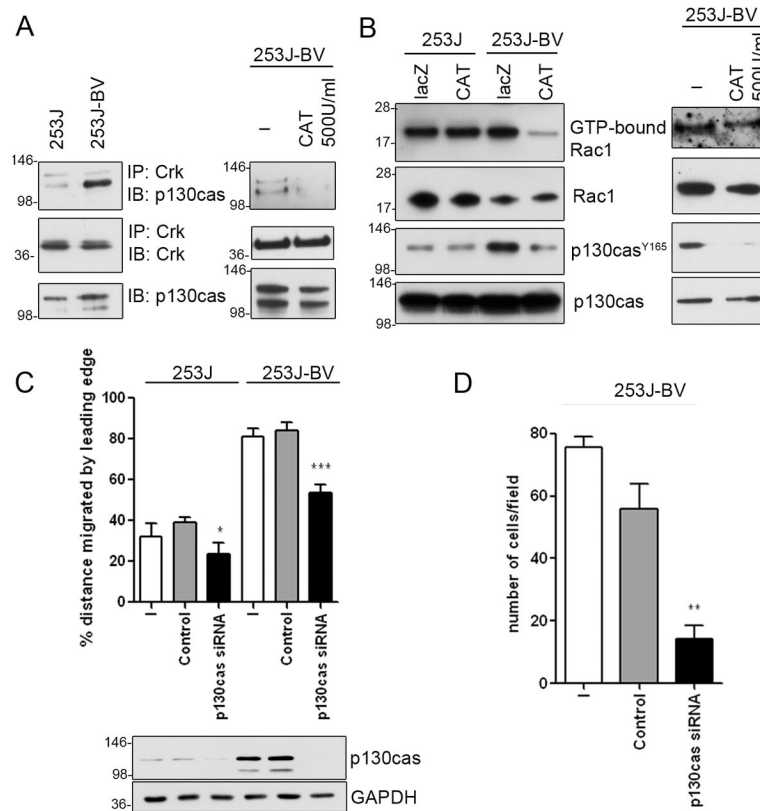 A
253J
253J-BV
253J-BV
–
CAT
500U/ml
146-
98-
IP: Crk
IB: p130cas
146-
98-
36-
IP: Crk
IB: Crk
36-
98-
IB: p130cas
146-
98-
B
253J 253J-BV
lacZ
CAT
lacZ
CAT
253J-BV
–
CAT
500U/ml
28-
17-
GTP-bound
Rac1
28-
17-
Rac1
146-
98-
p130casY165
146-
98-
p130cas
C
253J 253J-BV
% distance migrated by leading edge
100
80
60
40
20
0
*
***
I
Control
p130cas siRNA
I
Control
p130cas siRNA
146-
98-
p130cas
36-
GAPDH
D
253J-BV
number of cells/field
80
60
40
20
0
**
I
Control
p130cas siRNA